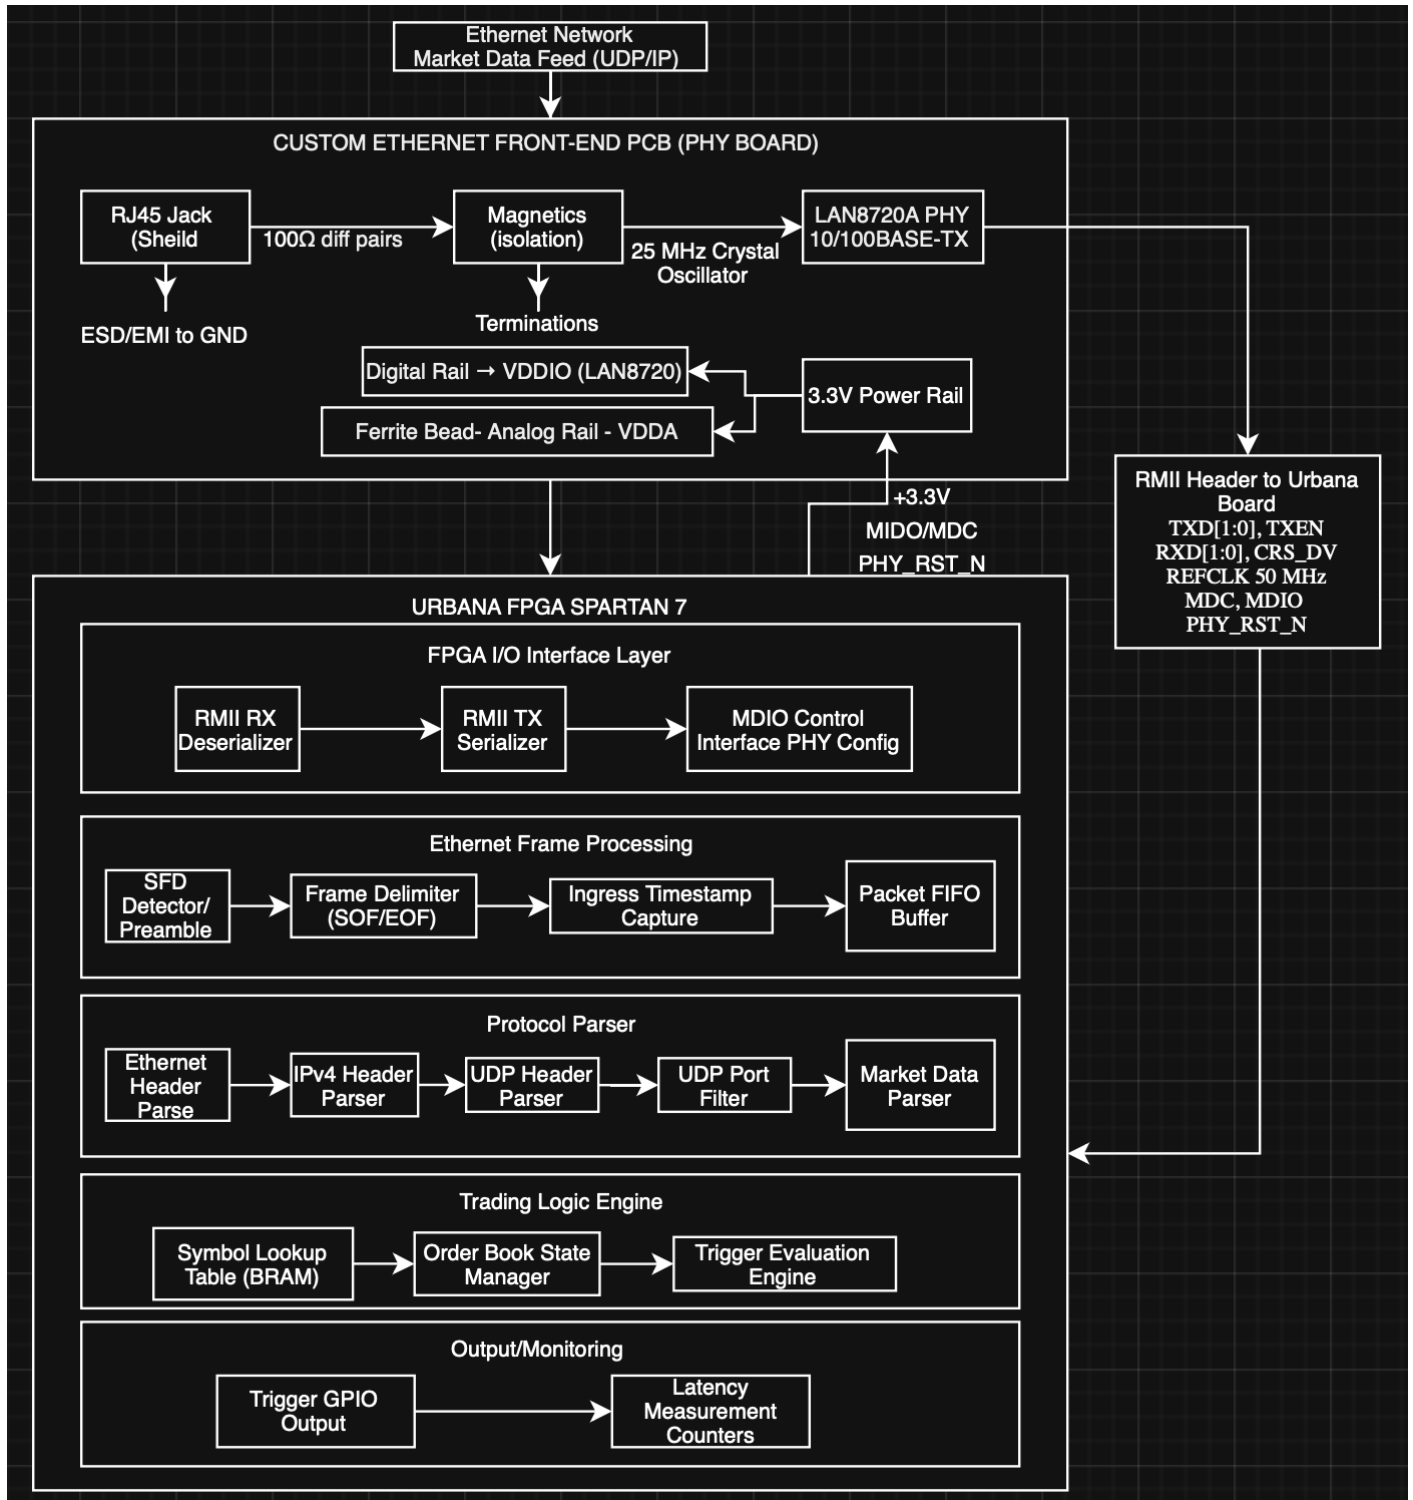 Ethernet Network
Market Data Feed (UDP/IP)
CUSTOM ETHERNET FRONT-END PCB (PHY BOARD)
RJ45 Jack
(Sheild
100Ω diff pairs
Magnetics
(isolation)
25 MHz Crystal
Oscillator
LAN8720A PHY
10/100BASE-TX
ESD/EMI to GND
Terminations
Digital Rail → VDDIO (LAN8720)
3.3V Power Rail
Ferrite Bead- Analog Rail - VDDA
+3.3V
MIDO/MDC
PHY_RST_N
RMII Header to Urbana
Board
TXD[1:0], TXEN
RXD[1:0], CRS_DV
REFCLK 50 MHz
MDC, MDIO
PHY_RST_N
URBANA FPGA SPARTAN 7
FPGA I/O Interface Layer
RMII RX
Deserializer
RMII TX
Serializer
MDIO Control
Interface PHY Config
Ethernet Frame Processing
SFD
Detector/
Preamble
Frame Delimiter
(SOF/EOF)
Ingress Timestamp
Capture
Packet FIFO
Buffer
Protocol Parser
Ethernet
Header
Parse
IPv4 Header
Parser
UDP Header
Parser
UDP Port
Filter
Market Data
Parser
Trading Logic Engine
Symbol Lookup
Table (BRAM)
Order Book State
Manager
Trigger Evaluation
Engine
Output/Monitoring
Trigger GPIO
Output
Latency
Measurement
Counters